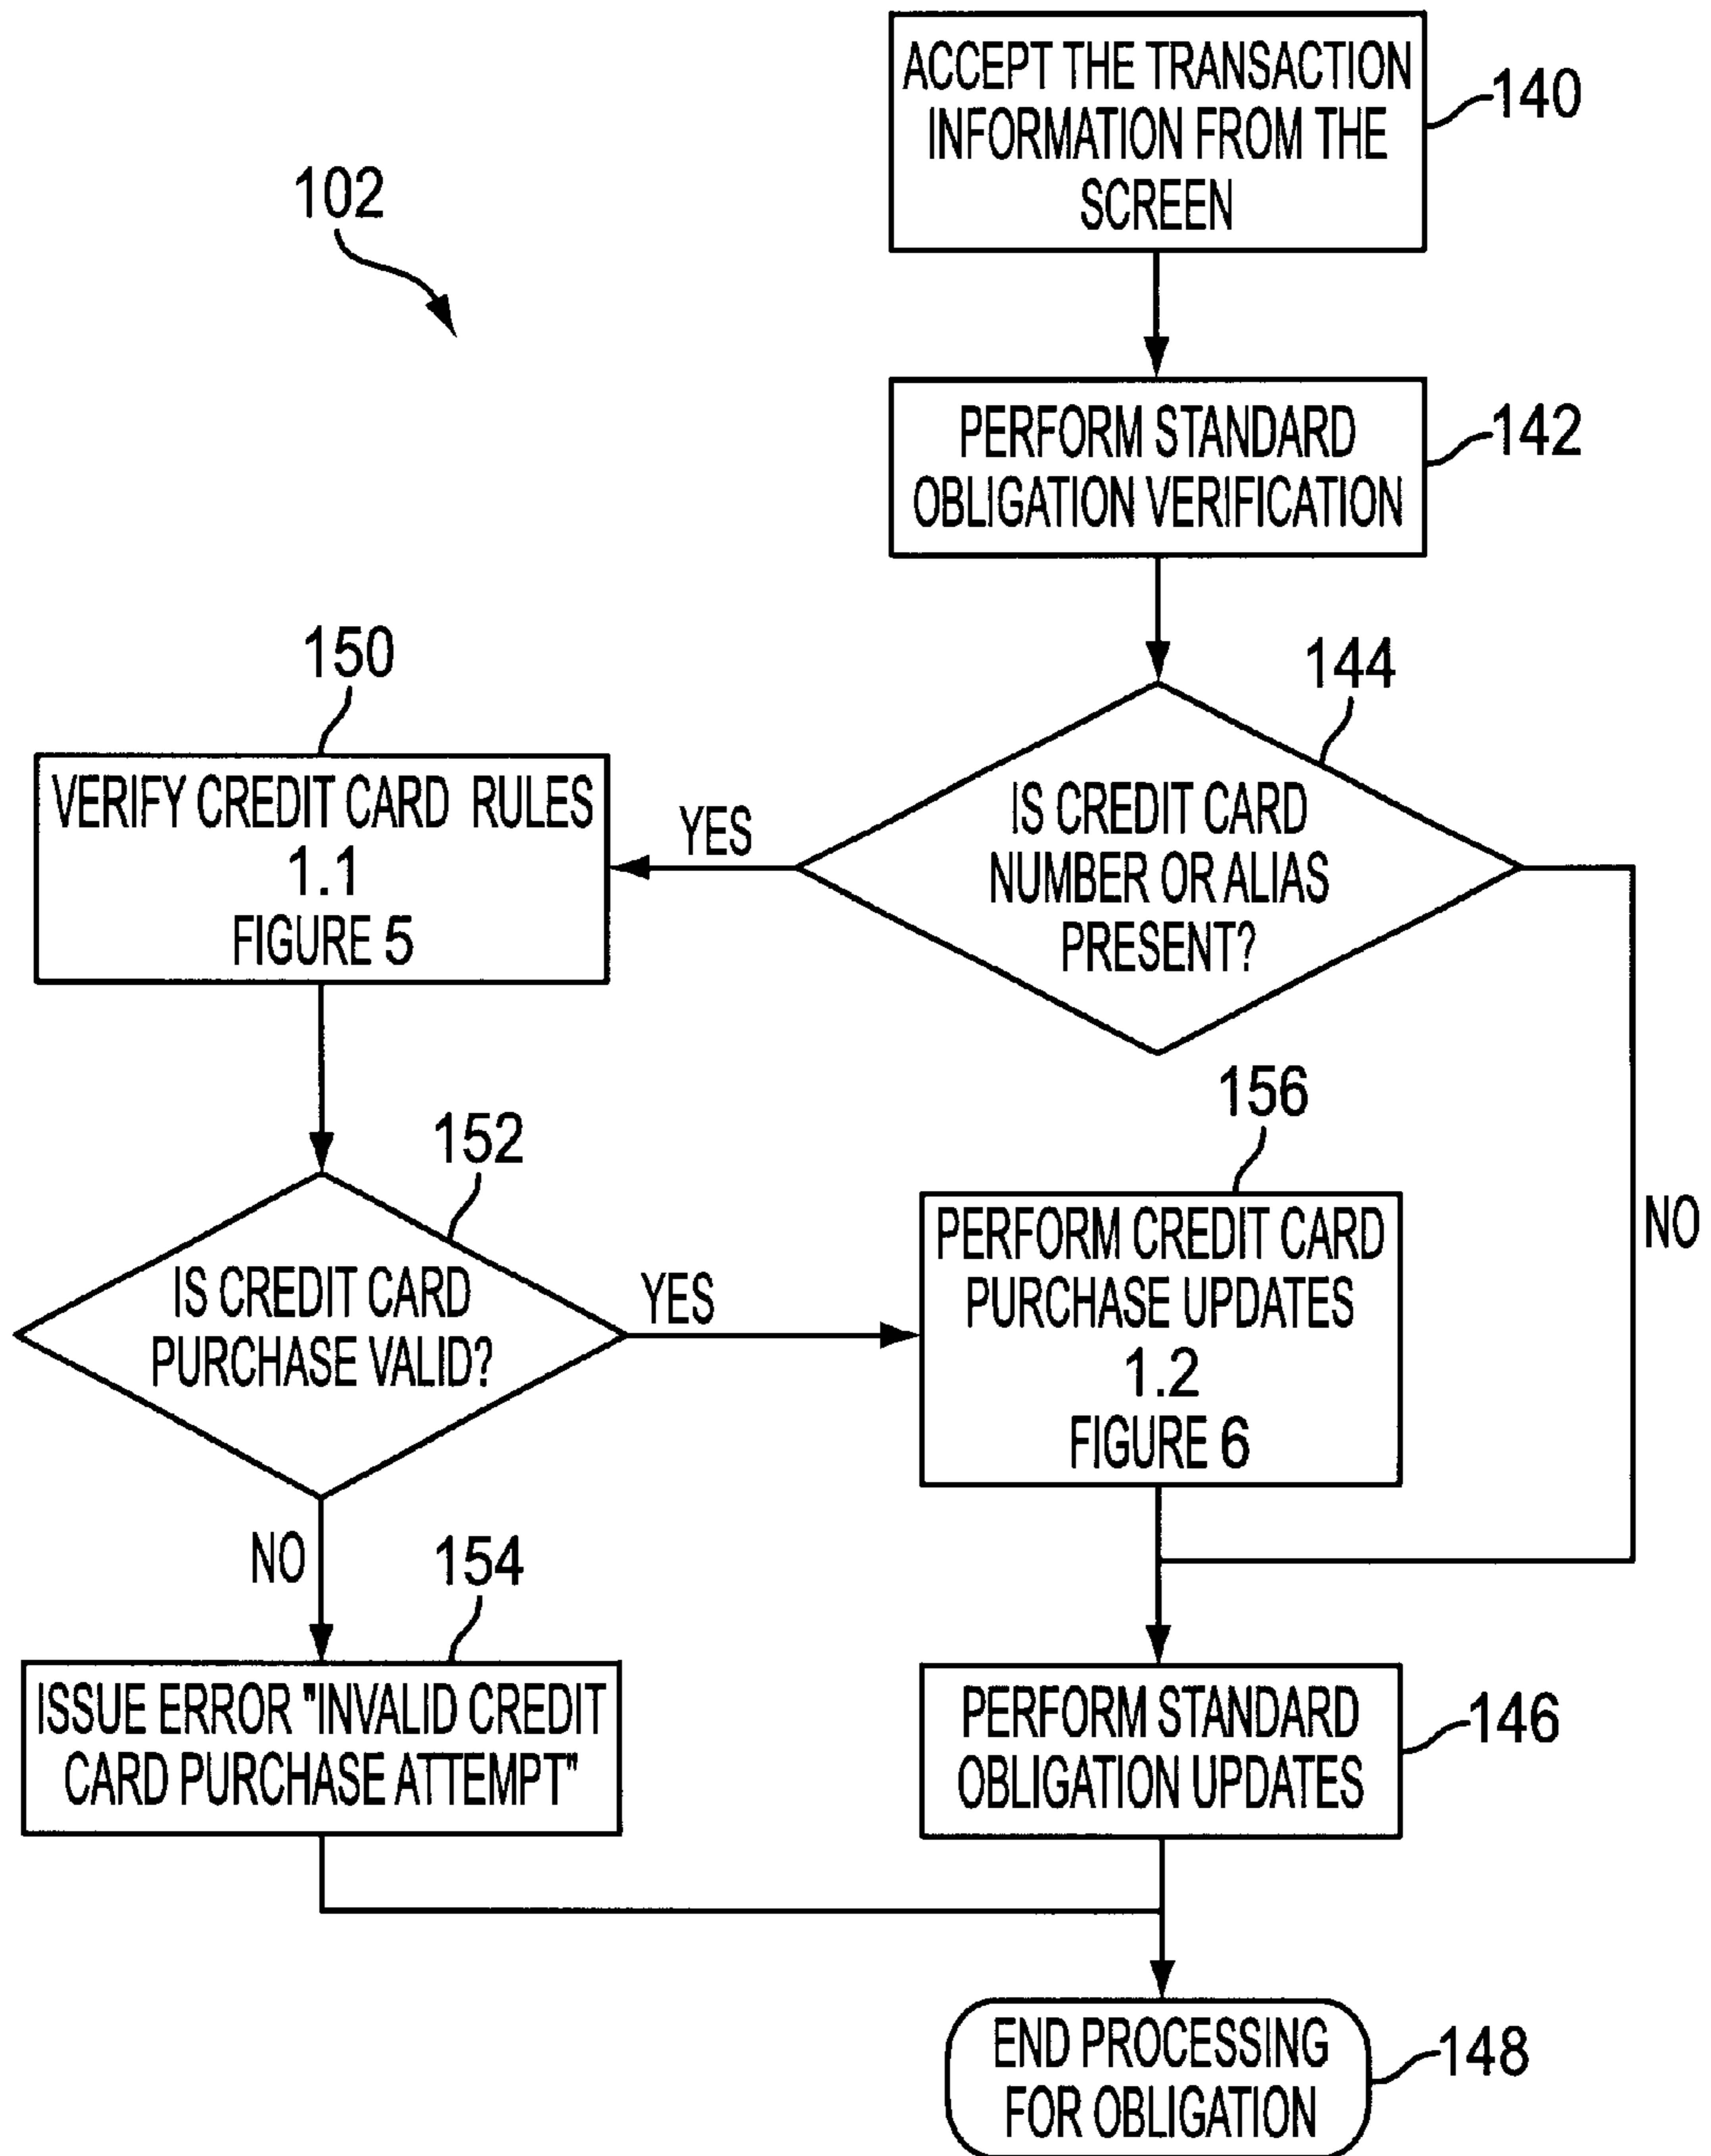 ACCEPT THE TRANSACTION
INFORMATION FROM THE
SCREEN
140
102
PERFORM STANDARD
OBLIGATION VERIFICATION
142
144
IS CREDIT CARD
NUMBER OR ALIAS
PRESENT?
YES
NO
150
VERIFY CREDIT CARD RULES
1.1
FIGURE 5
152
IS CREDIT CARD
PURCHASE VALID?
YES
NO
156
PERFORM CREDIT CARD
PURCHASE UPDATES
1.2
FIGURE 6
154
ISSUE ERROR "INVALID CREDIT
CARD PURCHASE ATTEMPT"
PERFORM STANDARD
OBLIGATION UPDATES
146
END PROCESSING
FOR OBLIGATION
148